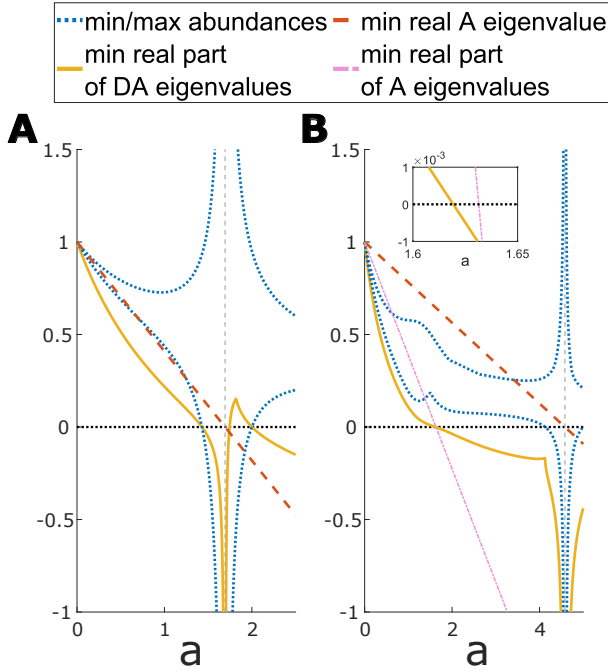 min/max abundances
min real A eigenvalue
min real part
of DA eigenvalues
min real part
of A eigenvalues
A
1.5
1
0.5
0
-0.5
-1
0
1
2
a
B
1.5
1
0.5
0
-0.5
-1
0
2
4
a
1
×10⁻³
0
-1
1.6
1.65
a